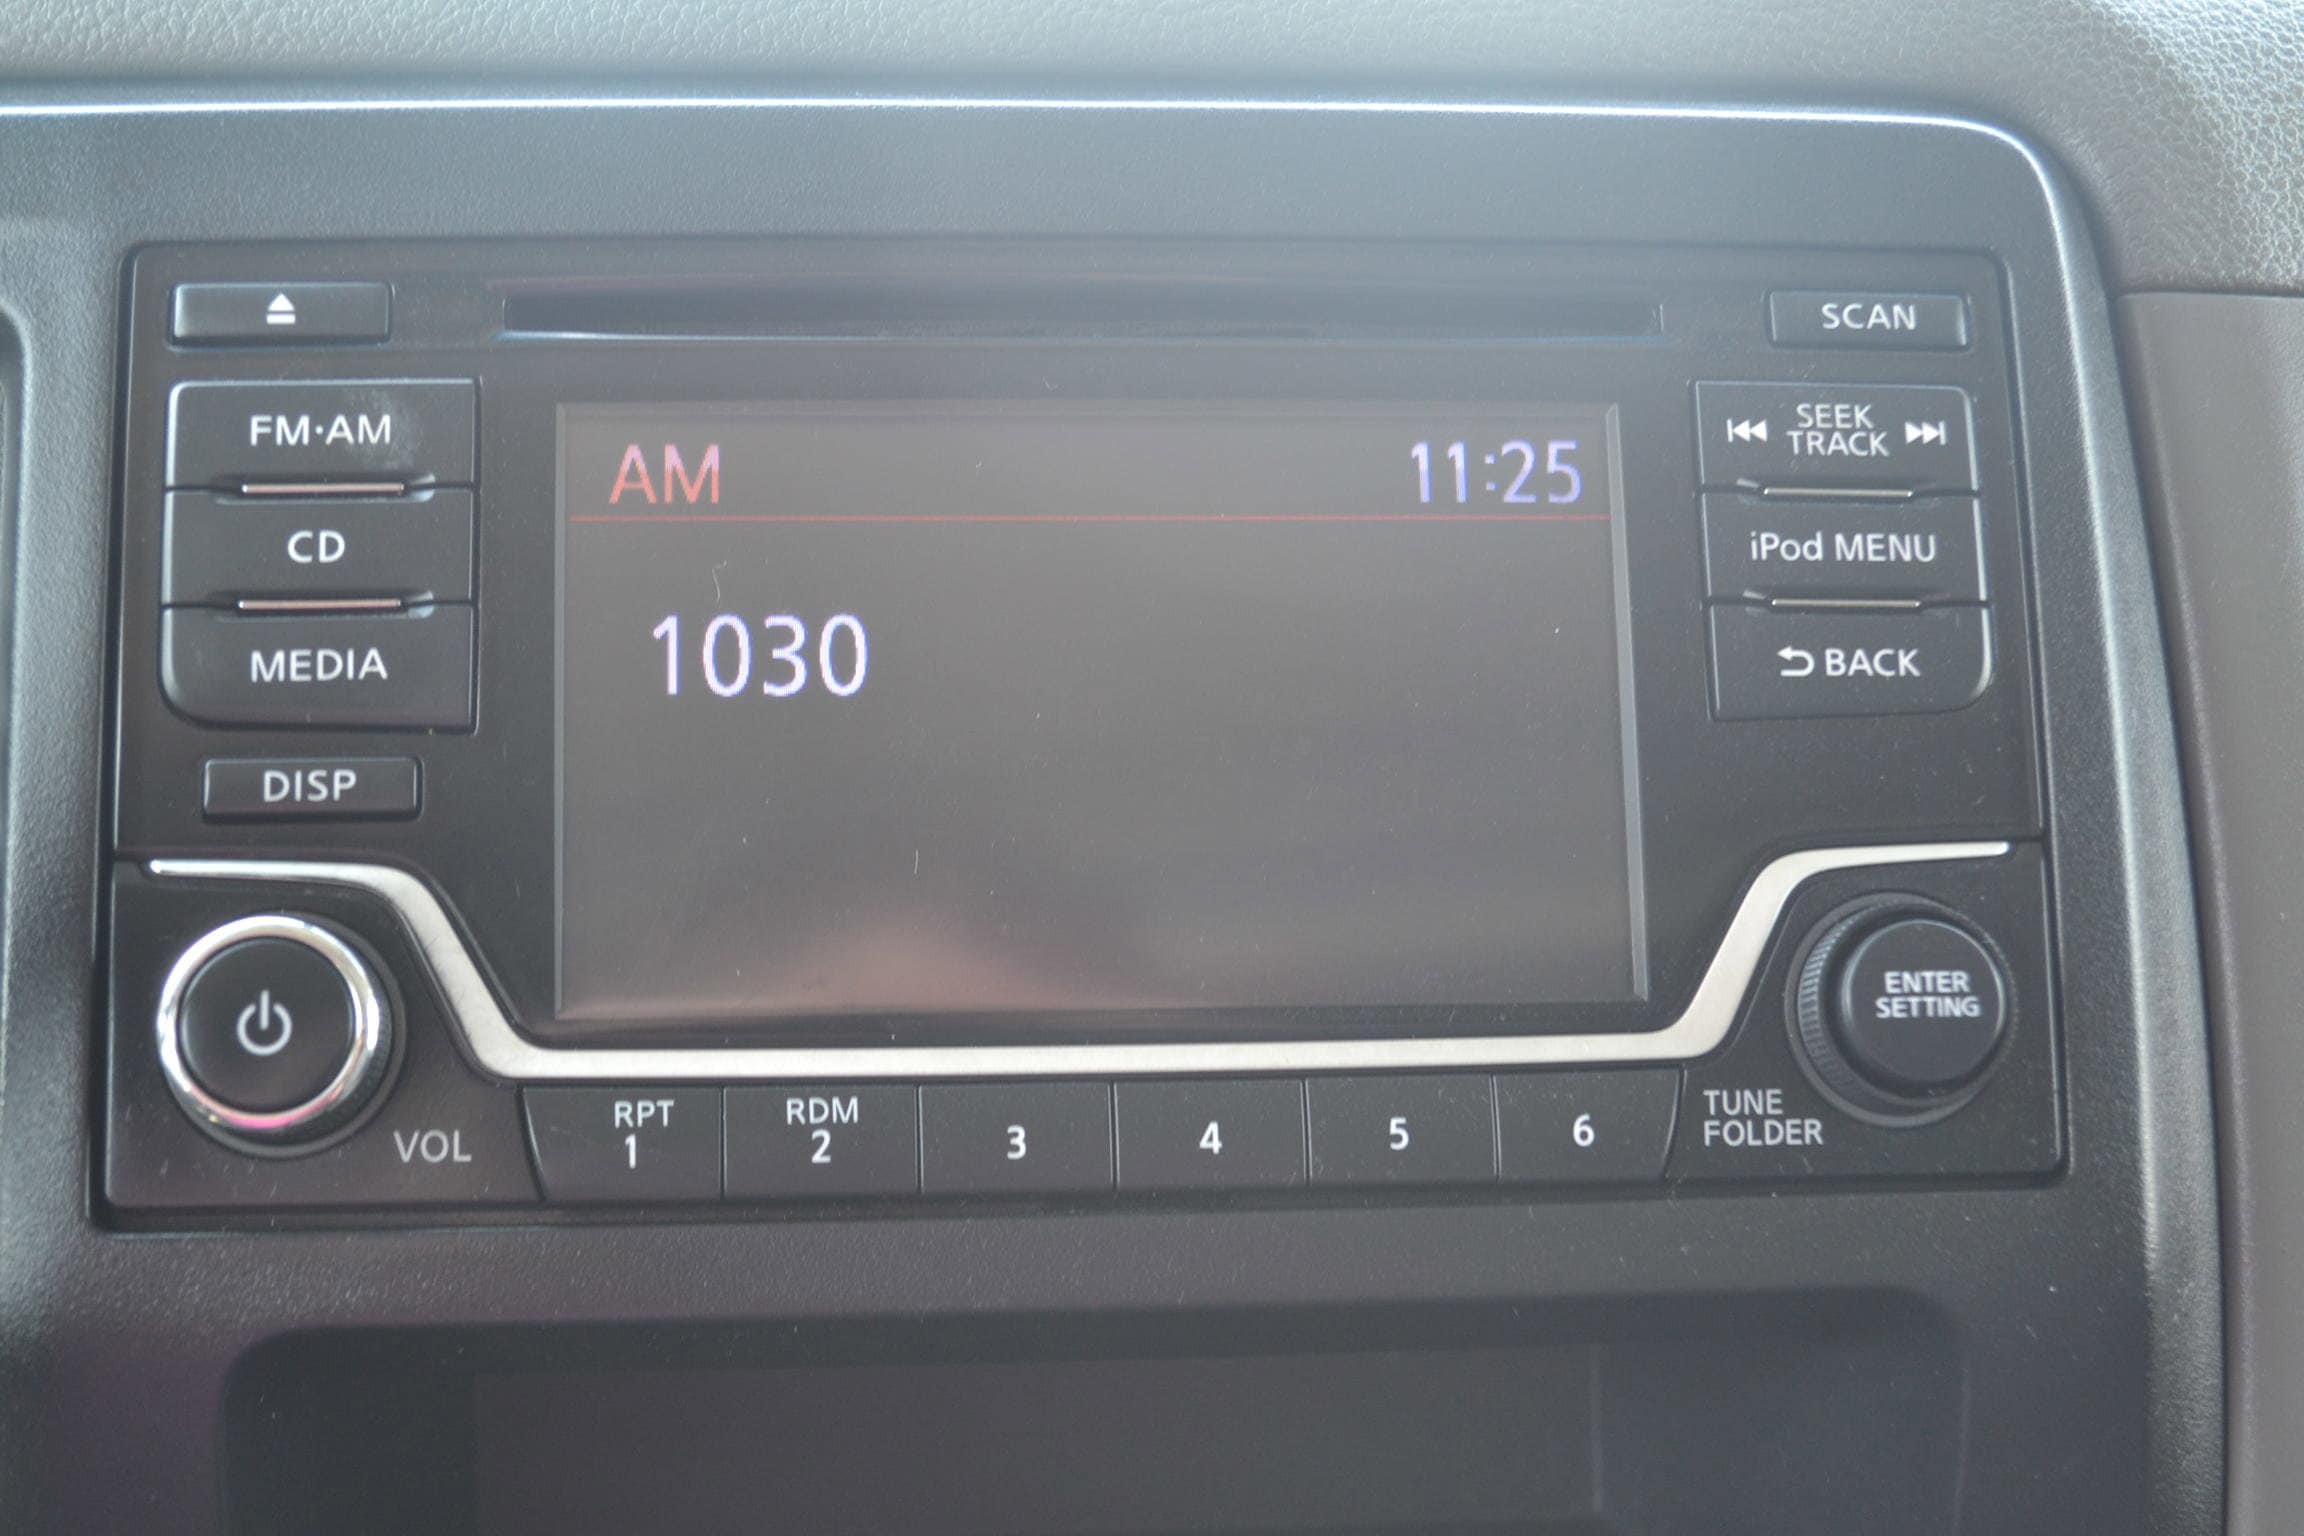 SCAN
FM·AM
CD
MEDIA
DISP
AM 11:25
1030
SEEK
TRACK
iPod MENU
BACK
VOL
RPT
1
RDM
2
3
4
5
6
TUNE
FOLDER
ENTER
SETTING